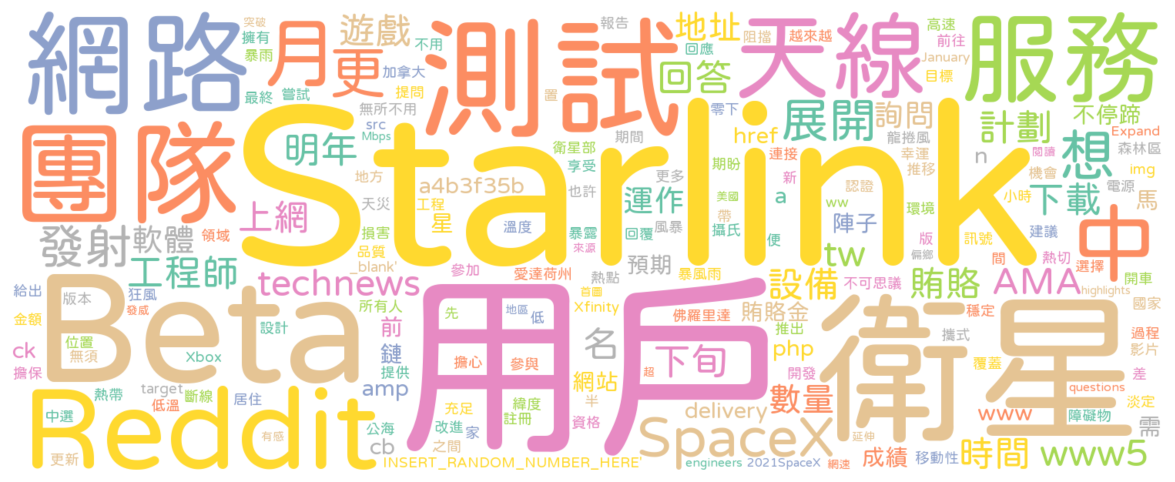 Starlink
用戶
衛星
測試
網路
團隊
服務
天線
Beta
Reddit
SpaceX
月
更
中
想
遊戲
地址
回答
展開
詢問
計劃
不停蹄
下載
明年
上網
發射
軟體
工程師
technews
a4b3f35b
星
運作
預期
陣子
tw
設備
賄賂
賄賂金
AMA
馬
名
下旬
數量
delivery
網站
php
www
www5
時間
成績
需
前
鏈
amp
cb
ck
href
n
a
突破
擁有
暴雨
最終
嘗試
不用
加拿大
提問
無所不用
src
Mbps
報告
置
期間
衛星部
享受
也許
更多
風暴
回覆
暴露
來源
回應
阻擋
越來越
零下
龍捲風
期盼
連接
新
美國
帶
攝氏
便
ww
認證
幸運
推移
環境
版
偏鄉
訊號
間
高速
前往
January
目標
Expand
森林區
閱讀
機會
電源
img
小時
建議
熱切
選擇
開車
highlights
不可思議
穩定
國家
攜式
過程
影片
覆蓋
差
questions
淡定
障礙物
移動性
網速
延伸
2021SpaceX
engineers
INSERT_RANDOM_NUMBER_HERE'
地方
工程
天災
損害
溫度
品質
_blank'
領域
參加
愛達荷州
熱點
暴風雨
佛羅里達
推出
開發
首圖
Xfinity
地區
先
低
擔心
參與
超
半
緯度
註冊
資格
充足
改進
家
之間
公海
提供
所有人
設計
狂風
發威
版本
給出
金額
位置
無須
擔保
Xbox
熱帶
target
斷線
低溫
居住
中選
有感
更新